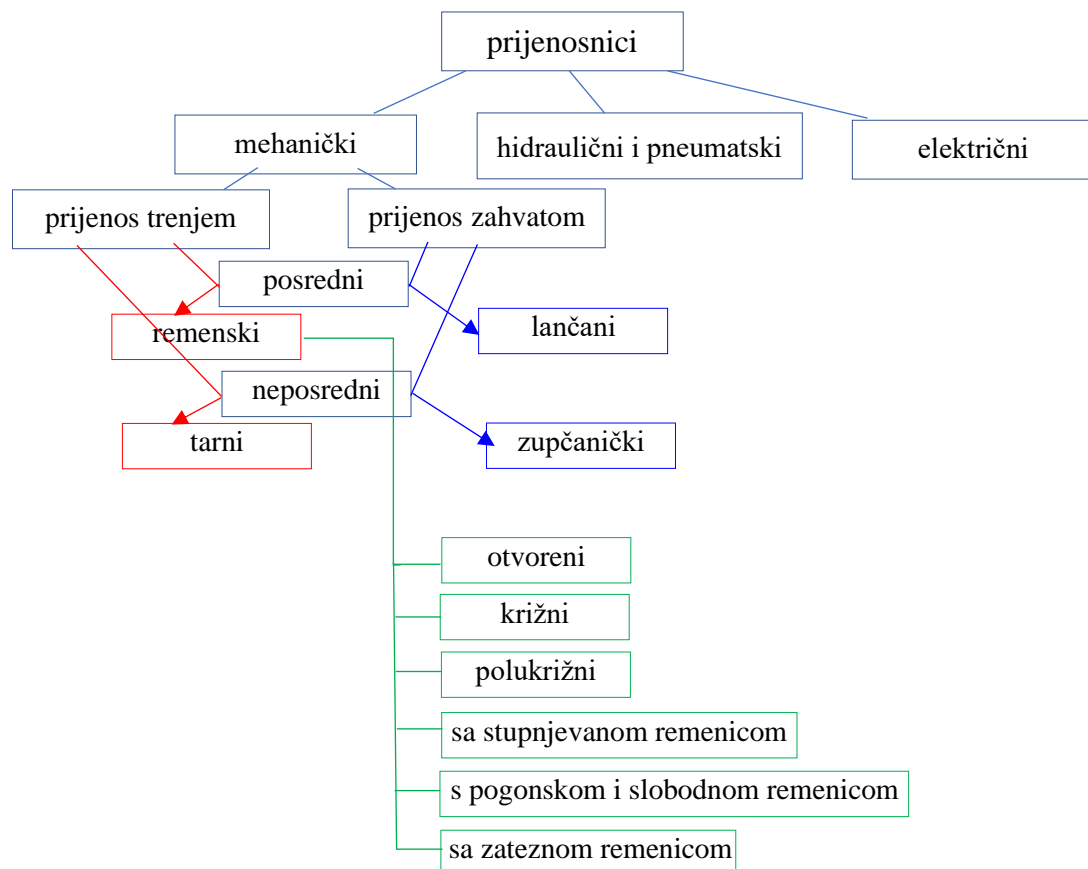 prijenosnici
mehanički
hidraulični i pneumatski
električni
prijenos trenjem
prijenos zahvatom
posredni
remenski
lančani
neposredni
tarni
zupčanički
otvoreni
križni
polukrižni
sa stupnjevanom remenicom
s pogonskom i slobodnom remenicom
sa zateznom remenicom